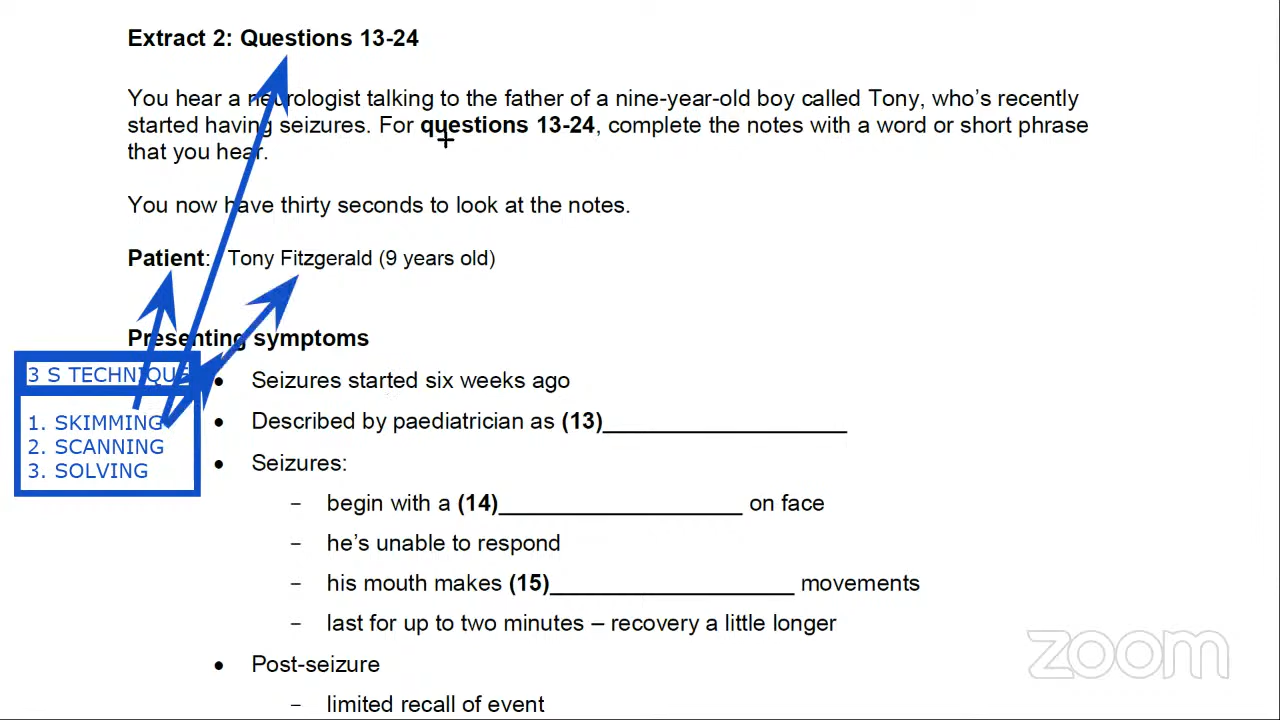 Extract 2: Questions 13-24
You hear a neurologist talking to the father of a nine-year-old boy called Tony, who's recently
started having seizures. For questions 13-24, complete the notes with a word or short phrase
that you hear.
You now have thirty seconds to look at the notes.
Patient: Tony Fitzgerald (9 years old)
Presenting symptoms
3 S TECHNIQUE
1. SKIMMING
2. SCANNING
3. SOLVING
• Seizures started six weeks ago
• Described by paediatrician as (13)____________________
• Seizures:
– begin with a (14)____________________ on face
– he's unable to respond
– his mouth makes (15)____________________ movements
– last for up to two minutes – recovery a little longer
• Post-seizure
– limited recall of event
zoom